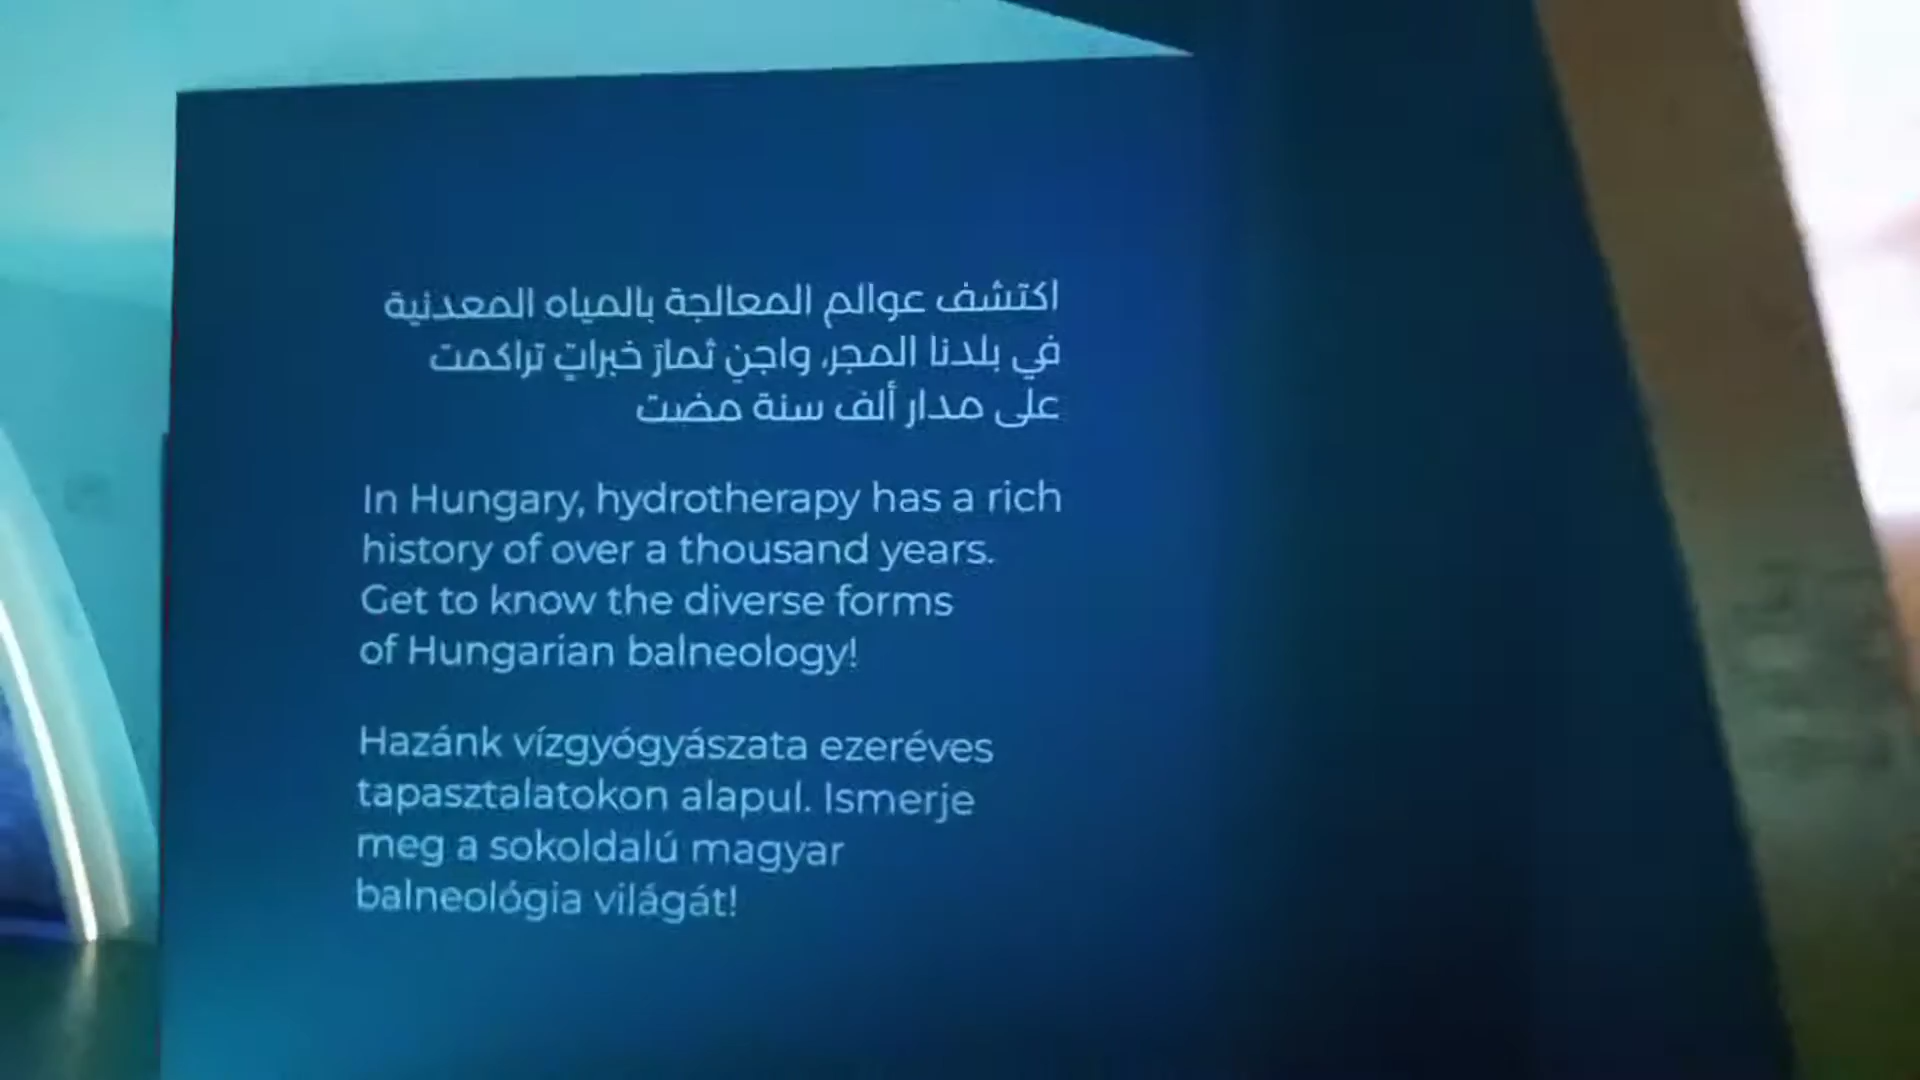 اكتشف عوالم المعالجة بالمياه المعدنية
في بلدنا المجر، واجنِ ثمارَ خبراتٍ تراكمت
على مدار ألف سنة مضت
In Hungary, hydrotherapy has a rich
history of over a thousand years.
Get to know the diverse forms
of Hungarian balneology!
Hazánk vízgyógyászata ezeréves
tapasztalatokon alapul. Ismerje
meg a sokoldalú magyar
balneológia világát!